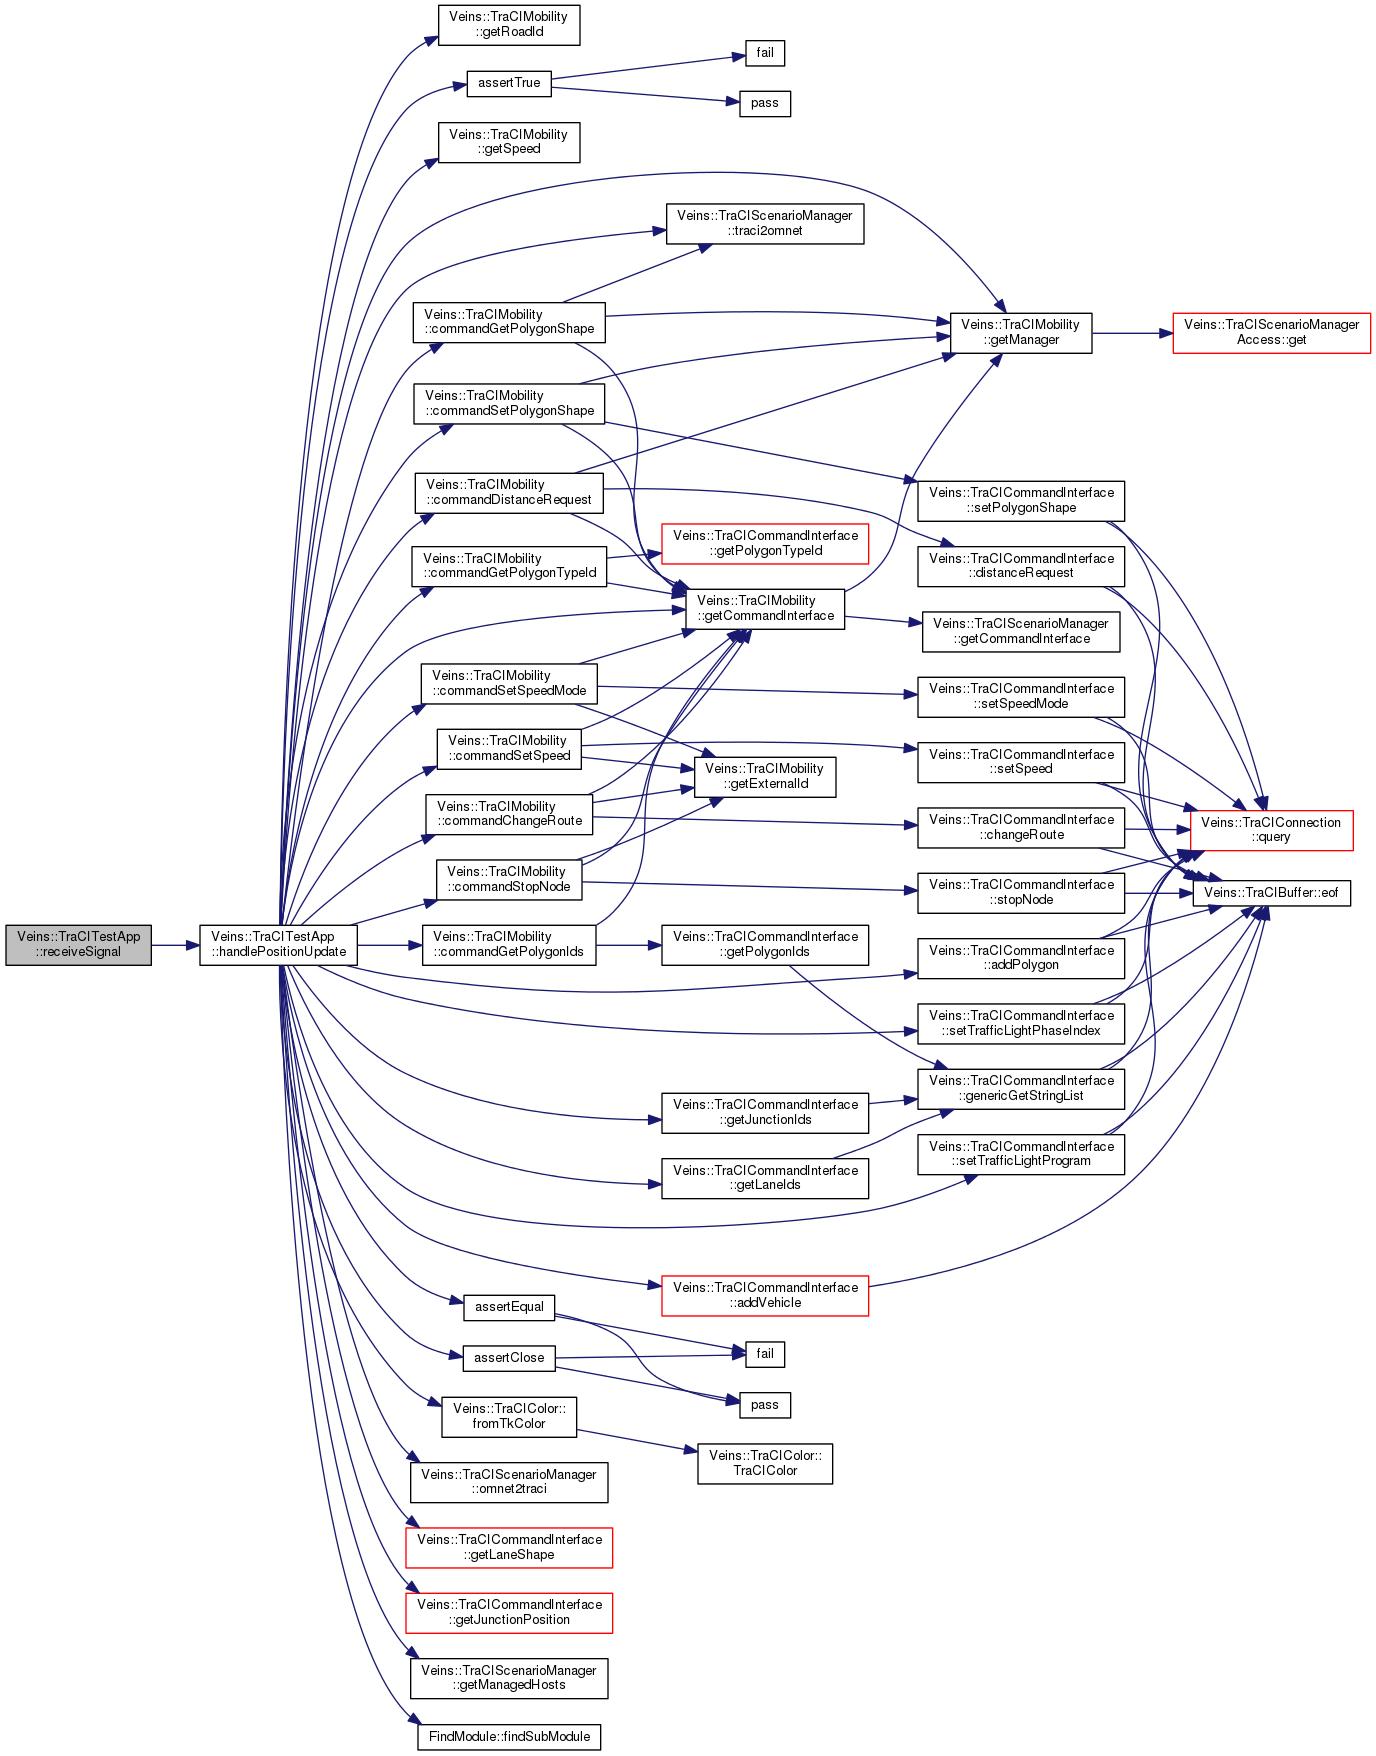 Veins::TraCIMobility
::getRoadId
fail
assertTrue
pass
Veins::TraCIMobility
::getSpeed
Veins::TraCIScenarioManager
::traci2omnet
Veins::TraCIMobility
::commandGetPolygonShape
Veins::TraCIMobility
::getManager
Veins::TraCIScenarioManager
Access::get
Veins::TraCIMobility
::commandSetPolygonShape
Veins::TraCIMobility
::commandDistanceRequest
Veins::TraCICommandInterface
::setPolygonShape
Veins::TraCICommandInterface
::getPolygonTypeId
Veins::TraCIMobility
::commandGetPolygonTypeId
Veins::TraCICommandInterface
::distanceRequest
Veins::TraCIMobility
::getCommandInterface
Veins::TraCIScenarioManager
::getCommandInterface
Veins::TraCIMobility
::commandSetSpeedMode
Veins::TraCICommandInterface
::setSpeedMode
Veins::TraCIMobility
::commandSetSpeed
Veins::TraCICommandInterface
::setSpeed
Veins::TraCIMobility
::getExternalId
Veins::TraCIMobility
::commandChangeRoute
Veins::TraCICommandInterface
::changeRoute
Veins::TraCIConnection
::query
Veins::TraCIMobility
::commandStopNode
Veins::TraCICommandInterface
::stopNode
Veins::TraCIBuffer::eof
Veins::TraCITestApp
::receiveSignal
Veins::TraCITestApp
::handlePositionUpdate
Veins::TraCIMobility
::commandGetPolygonIds
Veins::TraCICommandInterface
::getPolygonIds
Veins::TraCICommandInterface
::addPolygon
Veins::TraCICommandInterface
::setTrafficLightPhaseIndex
Veins::TraCICommandInterface
::genericGetStringList
Veins::TraCICommandInterface
::getJunctionIds
Veins::TraCICommandInterface
::setTrafficLightProgram
Veins::TraCICommandInterface
::getLaneIds
Veins::TraCICommandInterface
::addVehicle
assertEqual
fail
assertClose
pass
Veins::TraCIColor::
fromTkColor
Veins::TraCIColor::
TraCIColor
Veins::TraCIScenarioManager
::omnet2traci
Veins::TraCICommandInterface
::getLaneShape
Veins::TraCICommandInterface
::getJunctionPosition
Veins::TraCIScenarioManager
::getManagedHosts
FindModule::findSubModule